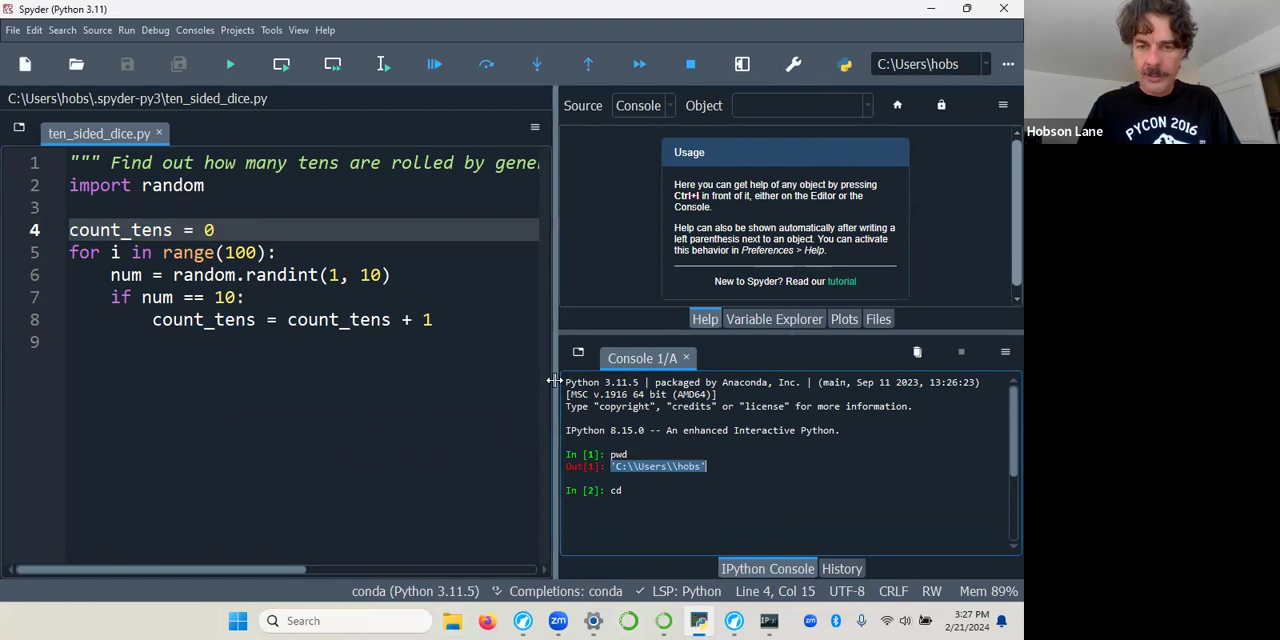 Spyder (Python 3.11)
File Edit Search Source Run Debug Consoles Projects Tools View Help
C:\Users\hobs
C:\Users\hobs\.spyder-py3\ten_sided_dice.py
ten_sided_dice.py
1 """ Find out how many tens are rolled by gene
2 import random
3
4 count_tens = 0
5 for i in range(100):
6 num = random.randint(1, 10)
7 if num == 10:
8 count_tens = count_tens + 1
9
Source Console Object
Usage
Here you can get help of any object by pressing
Ctrl+I in front of it, either on the Editor or the
Console.
Help can also be shown automatically after writing a
left parenthesis next to an object. You can activate
this behavior in Preferences > Help.
New to Spyder? Read our tutorial
Help Variable Explorer Plots Files
Console 1/A
Python 3.11.5 | packaged by Anaconda, Inc. | (main, Sep 11 2023, 13:26:23)
[MSC v.1916 64 bit (AMD64)]
Type "copyright", "credits" or "license" for more information.
IPython 8.15.0 -- An enhanced Interactive Python.
In [1]: pwd
Out[1]: 'C:\\Users\\hobs'
In [2]: cd
IPython Console History
conda (Python 3.11.5) Completions: conda LSP: Python Line 4, Col 15 UTF-8 CRLF RW Mem 89%
Search
zm
zm
IPy
zm
3:27 PM
2/21/2024
Hobson Lane
PYCON 2016